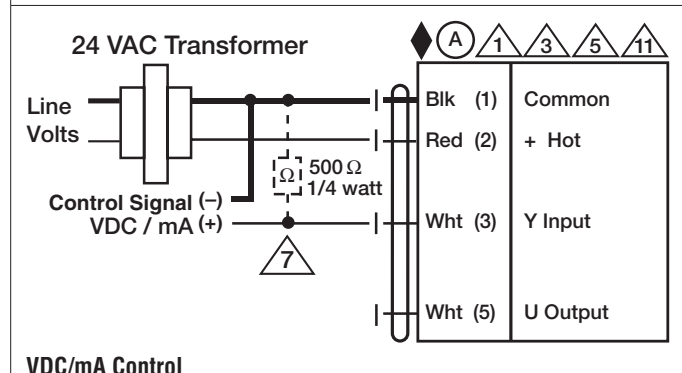 24 VAC Transformer
A 1 3 5 11
Line
Volts
Blk (1) Common
Red (2) + Hot
Ω 500 Ω
1/4 watt
Control Signal (–)
VDC / mA (+)
Wht (3) Y Input
7
Wht (5) U Output
VDC/mA Control